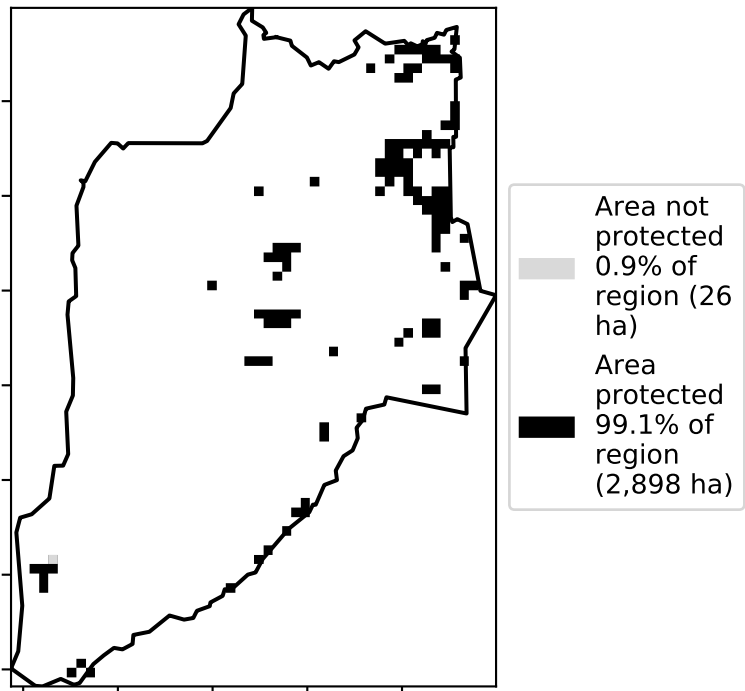 Area not
protected
0.9% of
region (26
ha)
Area
protected
99.1% of
region
(2,898 ha)